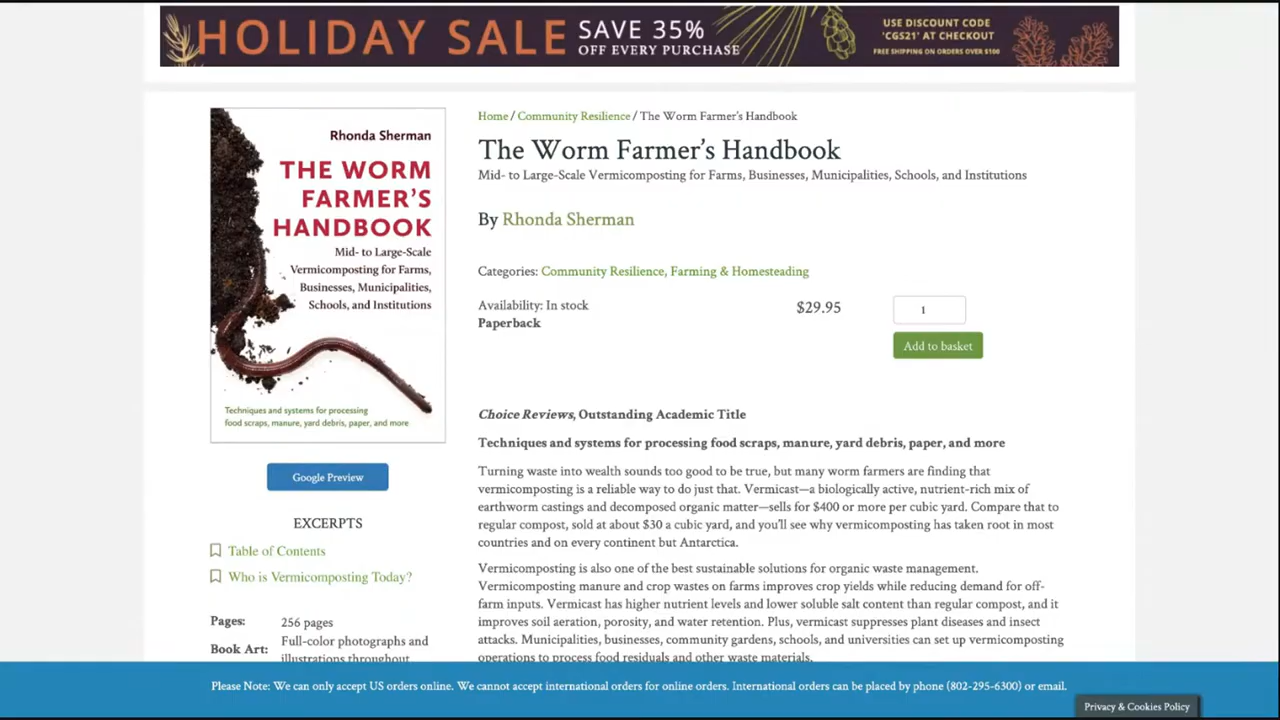 HOLIDAY SALE
SAVE 35%
OFF EVERY PURCHASE
USE DISCOUNT CODE
'CGS21' AT CHECKOUT
FREE SHIPPING ON ORDERS OVER $100
Rhonda Sherman
THE WORM
FARMER'S
HANDBOOK
Mid- to Large-Scale
Vermicomposting for Farms,
Businesses, Municipalities,
Schools, and Institutions
Techniques and systems for processing
food scraps, manure, yard debris, paper, and more
Google Preview
EXCERPTS
Table of Contents
Who is Vermicomposting Today?
Pages: 256 pages
Book Art: Full-color photographs and
illustrations throughout
Home / Community Resilience / The Worm Farmer's Handbook
The Worm Farmer's Handbook
Mid- to Large-Scale Vermicomposting for Farms, Businesses, Municipalities, Schools, and Institutions
By Rhonda Sherman
Categories: Community Resilience, Farming & Homesteading
Availability: In stock
Paperback
$29.95
1
Add to basket
Choice Reviews, Outstanding Academic Title
Techniques and systems for processing food scraps, manure, yard debris, paper, and more
Turning waste into wealth sounds too good to be true, but many worm farmers are finding that
vermicomposting is a reliable way to do just that. Vermicast—a biologically active, nutrient-rich mix of
earthworm castings and decomposed organic matter—sells for $400 or more per cubic yard. Compare that to
regular compost, sold at about $30 a cubic yard, and you'll see why vermicomposting has taken root in most
countries and on every continent but Antarctica.
Vermicomposting is also one of the best sustainable solutions for organic waste management.
Vermicomposting manure and crop wastes on farms improves crop yields while reducing demand for off-
farm inputs. Vermicast has higher nutrient levels and lower soluble salt content than regular compost, and it
improves soil aeration, porosity, and water retention. Plus, vermicast suppresses plant diseases and insect
attacks. Municipalities, businesses, community gardens, schools, and universities can set up vermicomposting
operations to process food residuals and other waste materials.
Please Note: We can only accept US orders online. We cannot accept international orders for online orders. International orders can be placed by phone (802-295-6300) or email.
Privacy & Cookies Policy